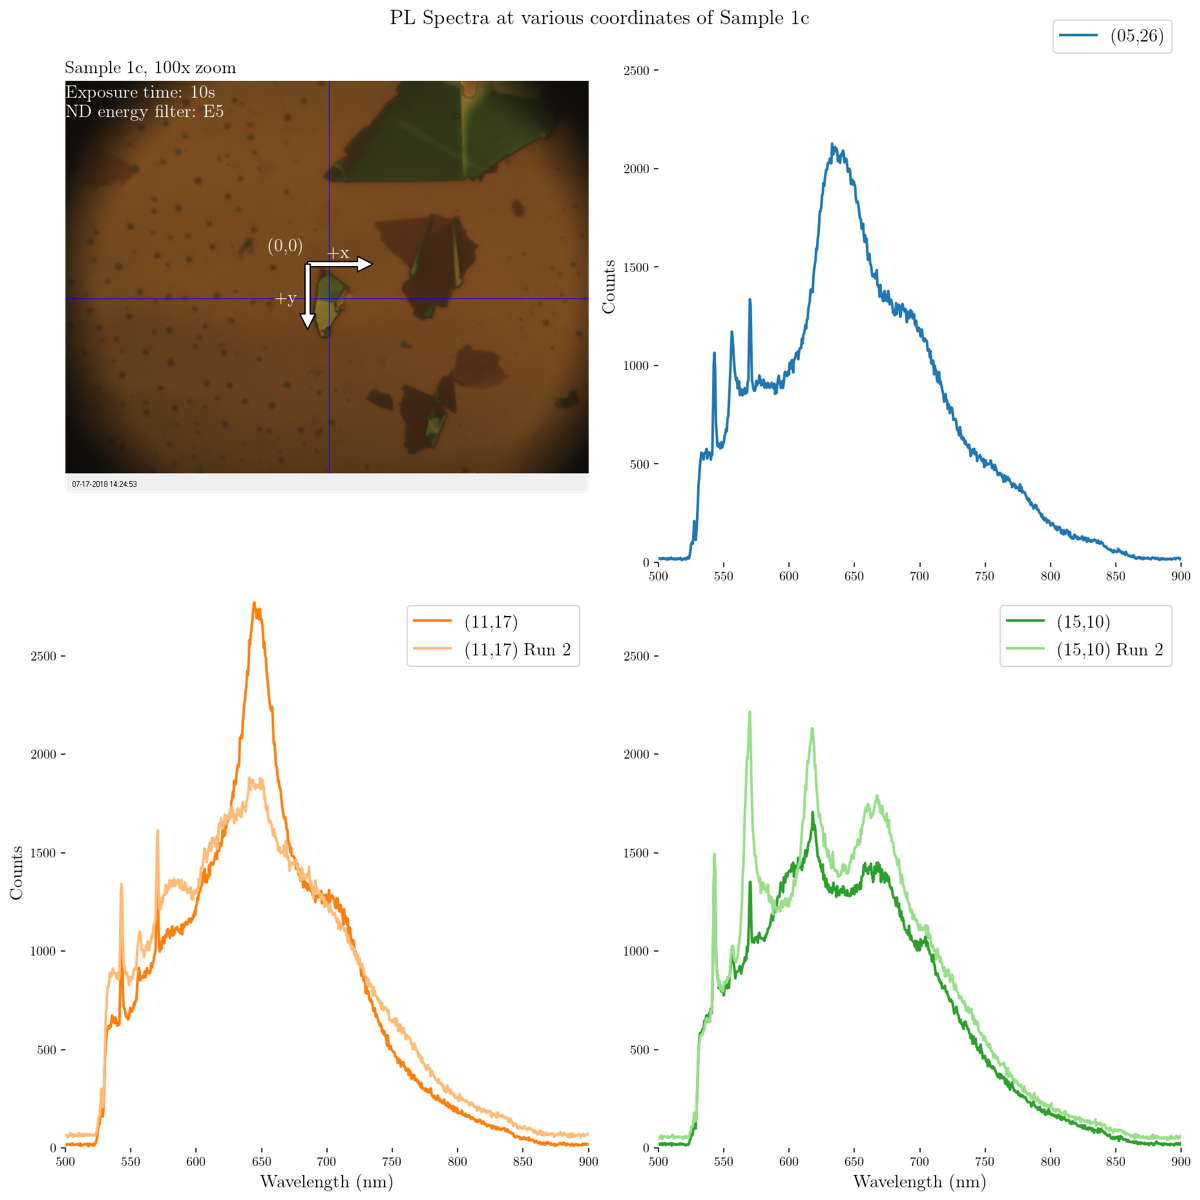 PL Spectra at various coordinates of Sample 1c
Sample 1c, 100x zoom
Exposure time: 10s
ND energy filter: E5
(0,0)
+x
+y
07-17-2018 14:24:53
(05,26)
Counts
2500
2000
1500
1000
500
0
500 550 600 650 700 750 800 850 900
(11,17)
(11,17) Run 2
Counts
2500
2000
1500
1000
500
0
500 550 600 650 700 750 800 850 900
Wavelength (nm)
(15,10)
(15,10) Run 2
2500
2000
1500
1000
500
0
500 550 600 650 700 750 800 850 900
Wavelength (nm)